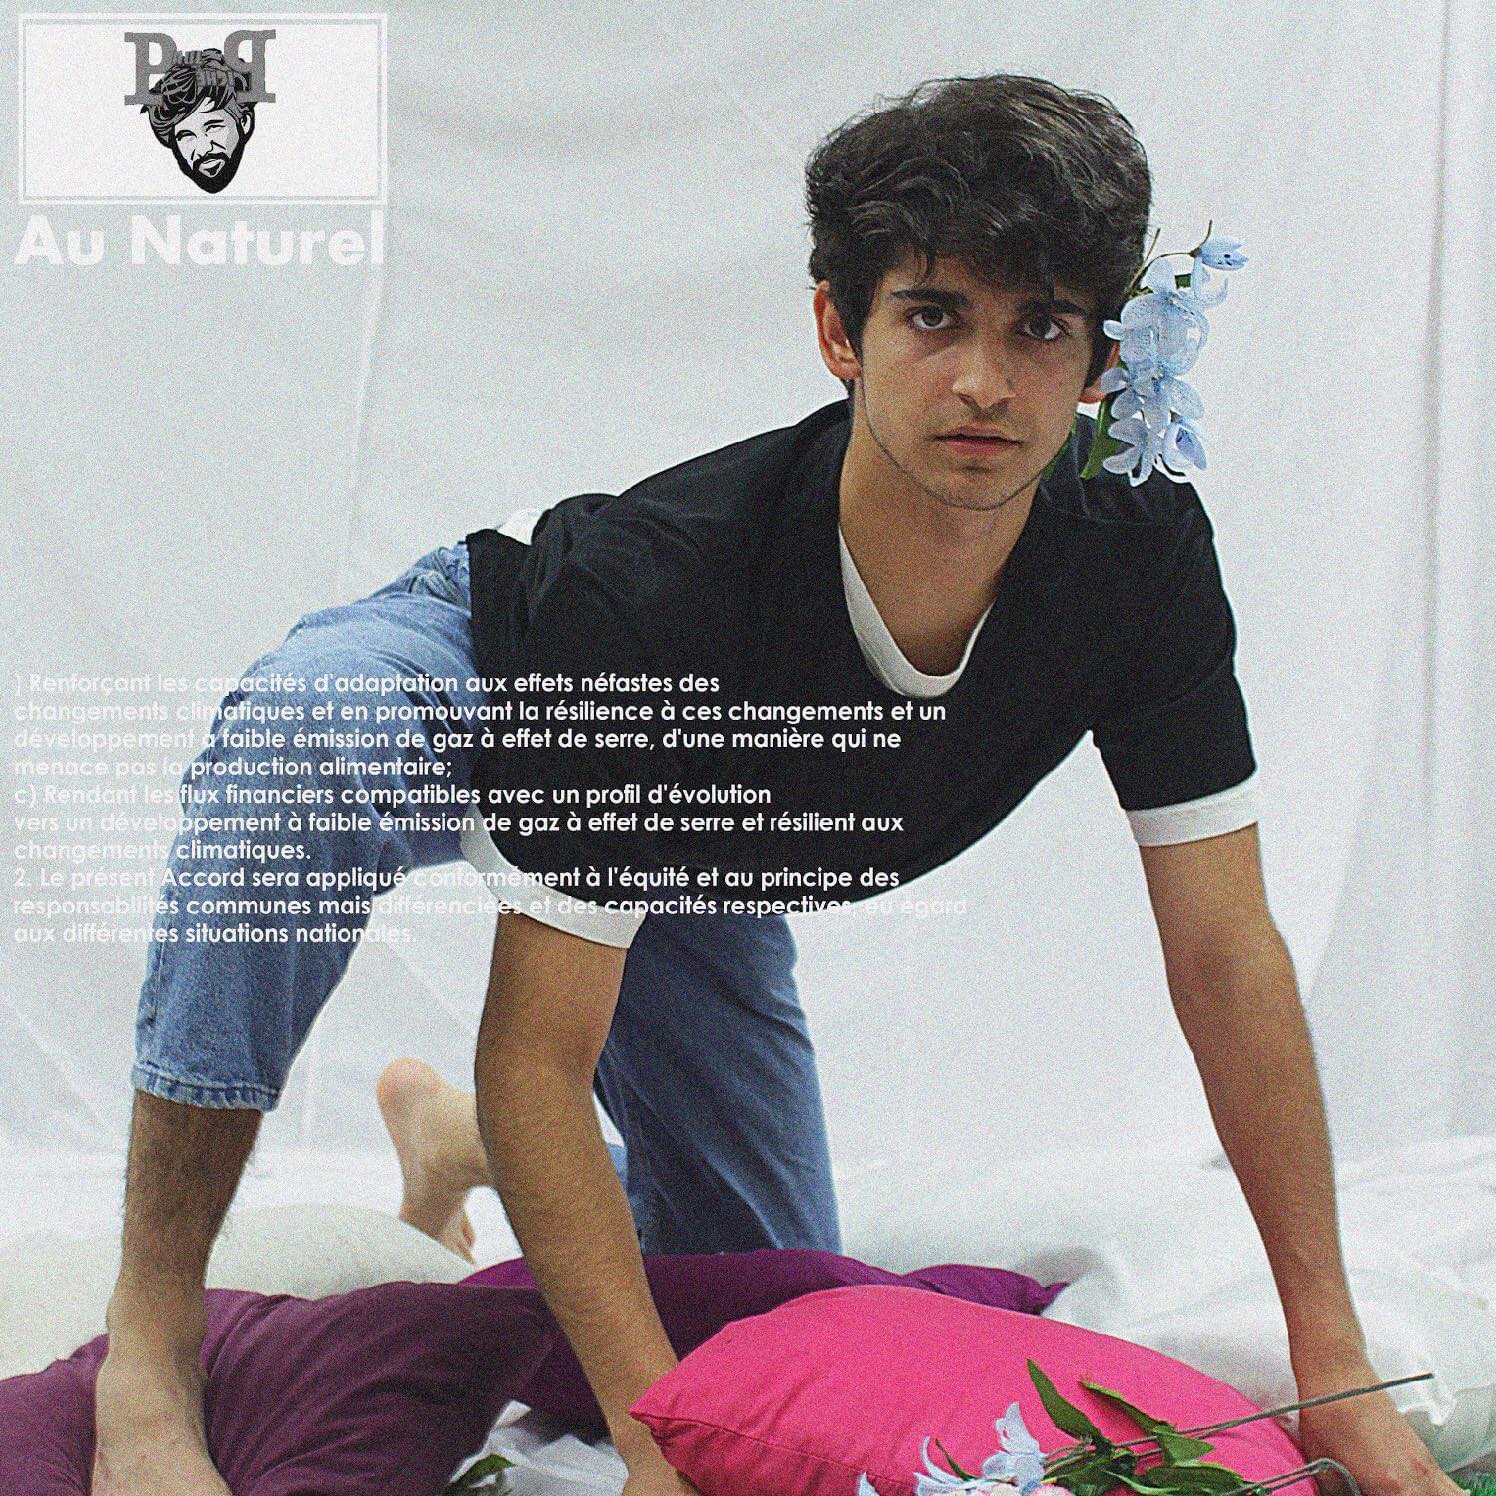 P P
Au Naturel
) Renforçant les capacités d'adaptation aux effets néfastes des
changements climatiques et en promouvant la résilience à ces changements et un
développement à faible émission de gaz à effet de serre, d'une manière qui ne
menace pas la production alimentaire;
c) Rendant les flux financiers compatibles avec un profil d'évolution
vers un développement à faible émission de gaz à effet de serre et résilient aux
changements climatiques.
2. Le présent Accord sera appliqué conformément à l'équité et au principe des
responsabilités communes mais différenciées et des capacités respectives, eu égard
aux différentes situations nationales.